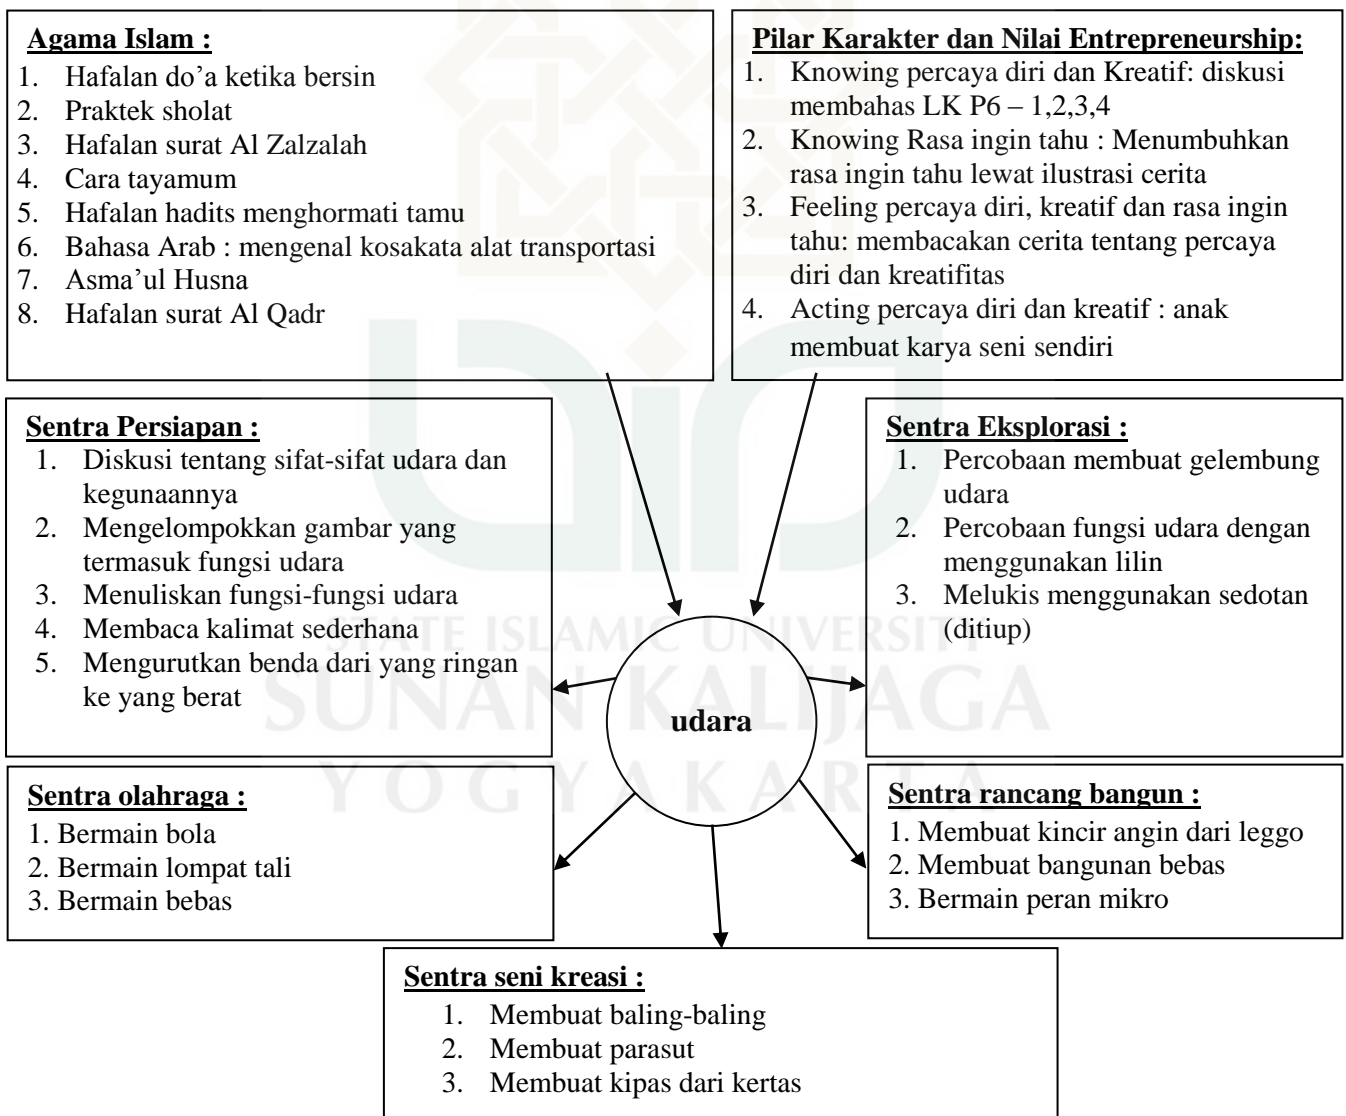 Agama Islam :
1. Hafalan do’a ketika bersin
2. Praktek sholat
3. Hafalan surat Al Zalzalah
4. Cara tayamum
5. Hafalan hadits menghormati tamu
6. Bahasa Arab : mengenal kosakata alat transportasi
7. Asma’ul Husna
8. Hafalan surat Al Qadr
Pilar Karakter dan Nilai Entrepreneurship:
1. Knowing percaya diri dan Kreatif: diskusi
membahas LK P6 – 1,2,3,4
2. Knowing Rasa ingin tahu : Menumbuhkan
rasa ingin tahu lewat ilustrasi cerita
3. Feeling percaya diri, kreatif dan rasa ingin
tahu: membacakan cerita tentang percaya
diri dan kreatifitas
4. Acting percaya diri dan kreatif : anak
membuat karya seni sendiri
Sentra Persiapan :
1. Diskusi tentang sifat-sifat udara dan
kegunaannya
2. Mengelompokkan gambar yang
termasuk fungsi udara
3. Menuliskan fungsi-fungsi udara
4. Membaca kalimat sederhana
5. Mengurutkan benda dari yang ringan
ke yang berat
Sentra Eksplorasi :
1. Percobaan membuat gelembung
udara
2. Percobaan fungsi udara dengan
menggunakan lilin
3. Melukis menggunakan sedotan
(ditiup)
STATE ISLAMIC UNIVERSITY
SUNAN KALIJAGA
YOGYAKARTA
udara
Sentra olahraga :
1. Bermain bola
2. Bermain lompat tali
3. Bermain bebas
Sentra rancang bangun :
1. Membuat kincir angin dari leggo
2. Membuat bangunan bebas
3. Bermain peran mikro
Sentra seni kreasi :
1. Membuat baling-baling
2. Membuat parasut
3. Membuat kipas dari kertas